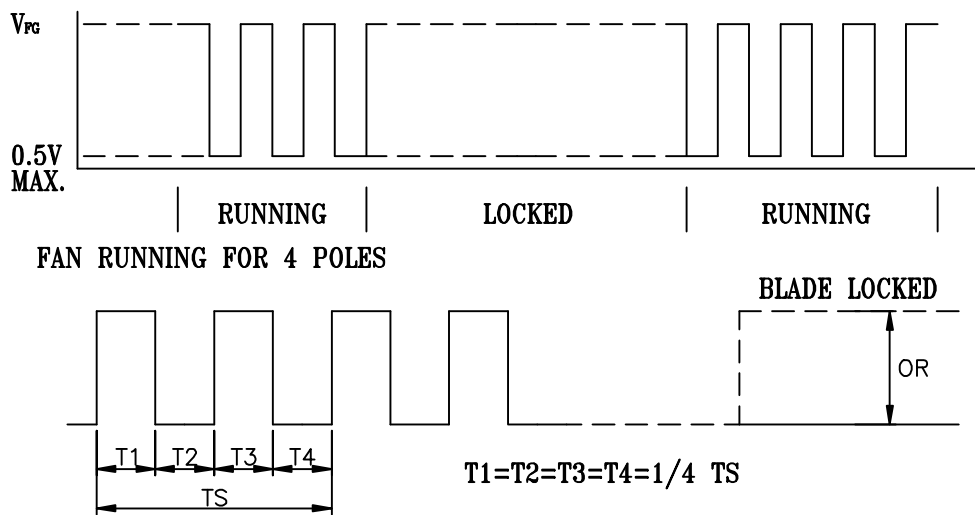 VFG
0.5V
MAX.
RUNNING LOCKED RUNNING
FAN RUNNING FOR 4 POLES
BLADE LOCKED
OR
T1 T2 T3 T4
T1=T2=T3=T4=1/4 TS
TS